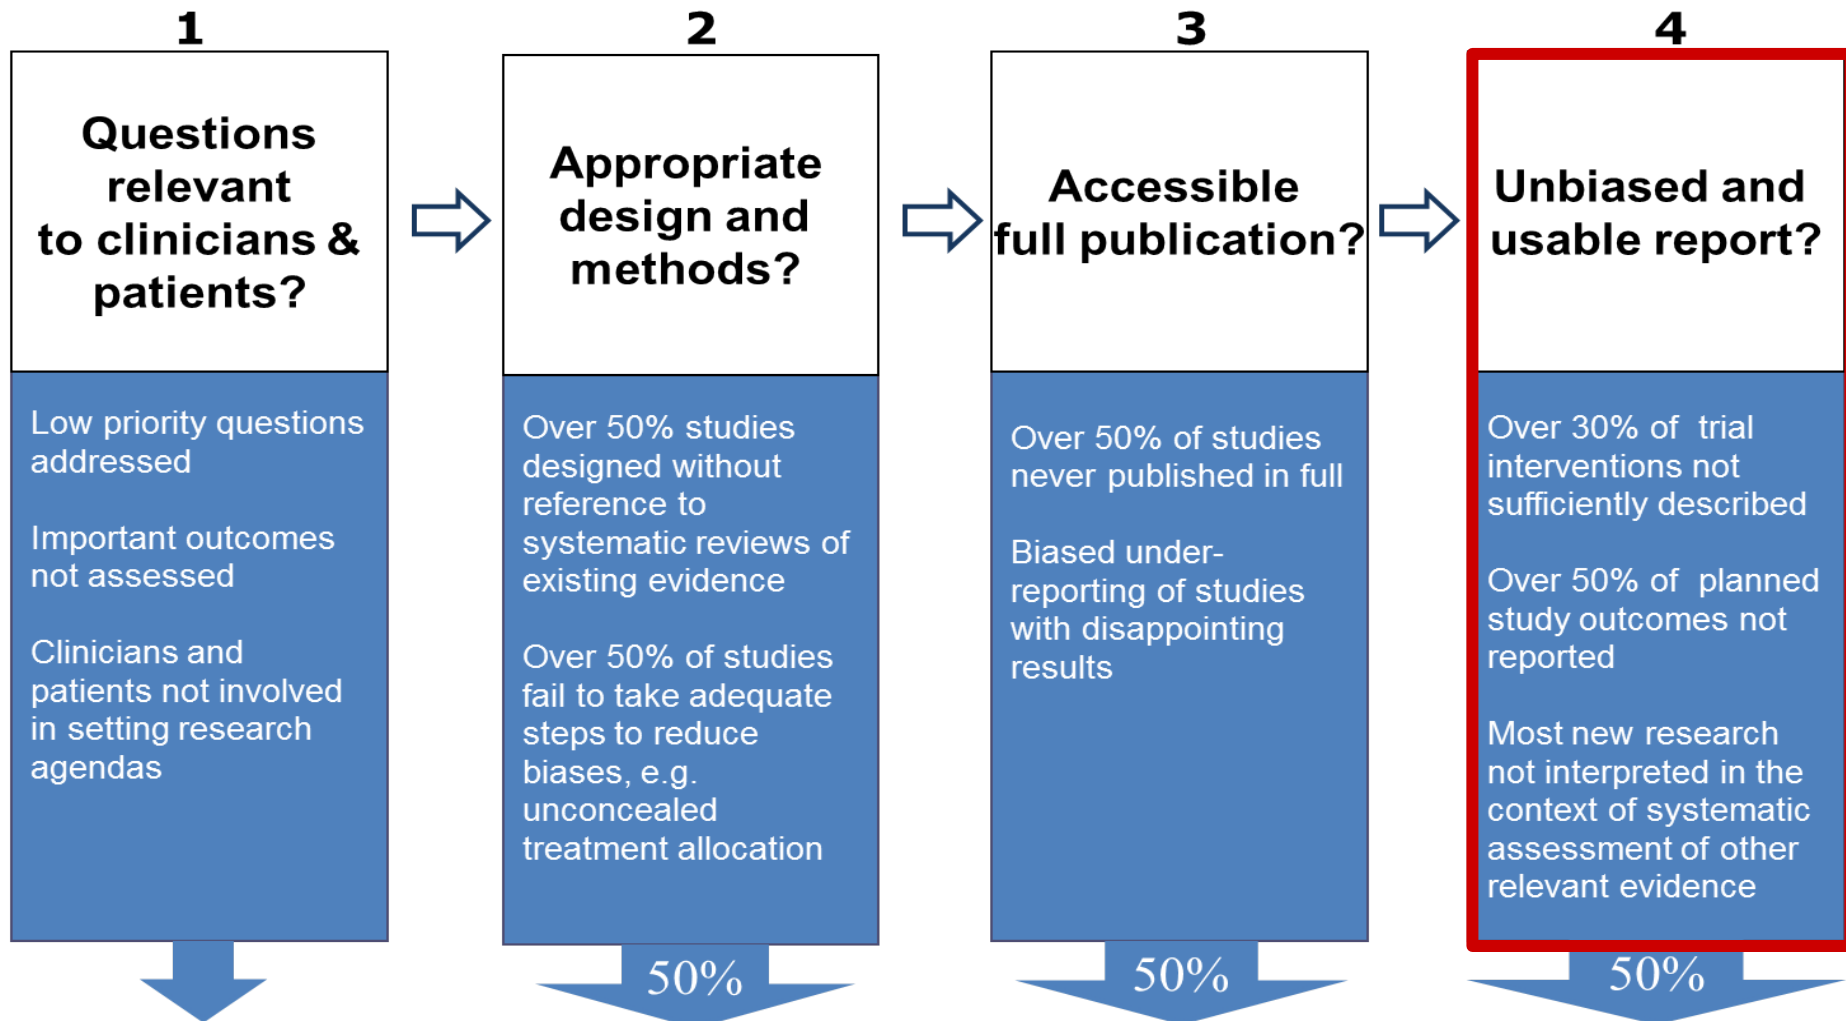 1
Questions
relevant
to clinicians &
patients?
Low priority questions
addressed
Important outcomes
not assessed
Clinicians and
patients not involved
in setting research
agendas
2
Appropriate
design and
methods?
Over 50% studies
designed without
reference to
systematic reviews of
existing evidence
Over 50% of studies
fail to take adequate
steps to reduce
biases, e.g.
unconcealed
treatment allocation
50%
3
Accessible
full publication?
Over 50% of studies
never published in full
Biased under-
reporting of studies
with disappointing
results
50%
4
Unbiased and
usable report?
Over 30% of trial
interventions not
sufficiently described
Over 50% of planned
study outcomes not
reported
Most new research
not interpreted in the
context of systematic
assessment of other
relevant evidence
50%